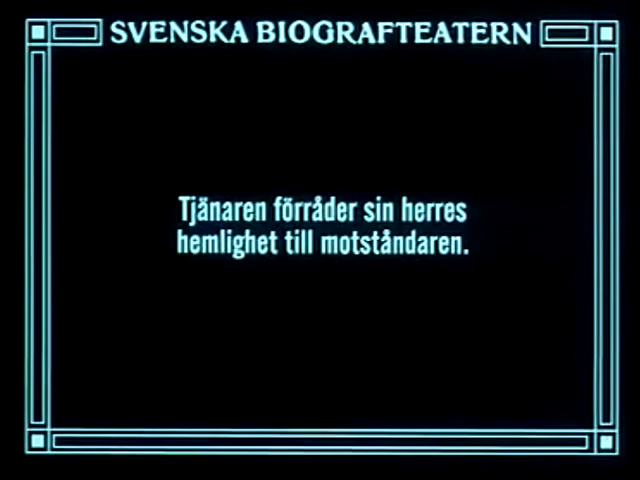 SVENSKA BIOGRAFTEATERN
Tjänaren förråder sin herres
hemlighet till motståndaren.